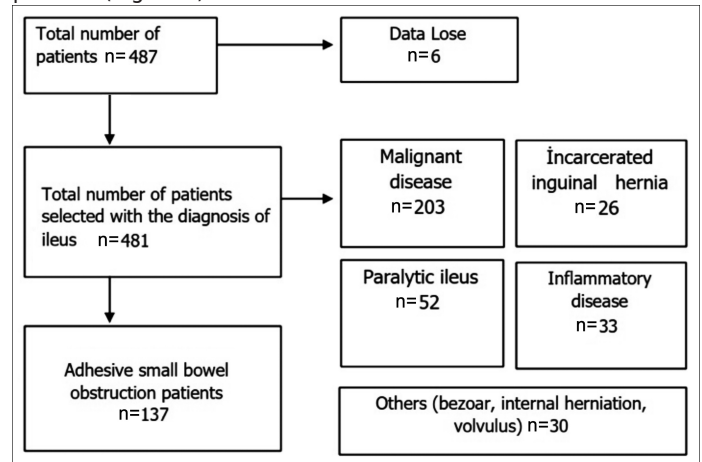 Total number of
patients n=487
Data Lose
n=6
Total number of patients
selected with the diagnosis of
ileus n=481
Malignant
disease
n=203
İncarcerated
inguinal hernia
n=26
Paralytic ileus
n=52
Inflammatory
disease
n=33
Adhesive small bowel
obstruction patients
n=137
Others (bezoar, internal herniation,
volvulus) n=30